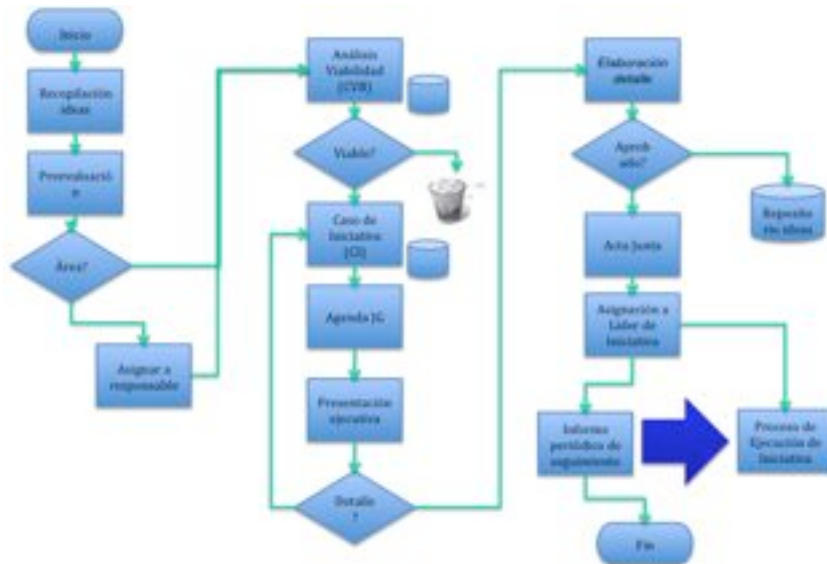 Inicio
Recopilación
ideas
Preevaluació
n
Área?
Asignar a
responsable
Análisis
Viabilidad
(CVR)
Viable?
Caso de
Iniciativa
(CI)
Agenda JG
Presentación
ejecutiva
Detalle
?
Elaboración
detalle
Aprob
ado?
Reposito
rio ideas
Acta Junta
Asignación a
Líder de
Iniciativa
Informe
periódico de
seguimiento
Proceso de
Ejecución de
Iniciativa
Fin